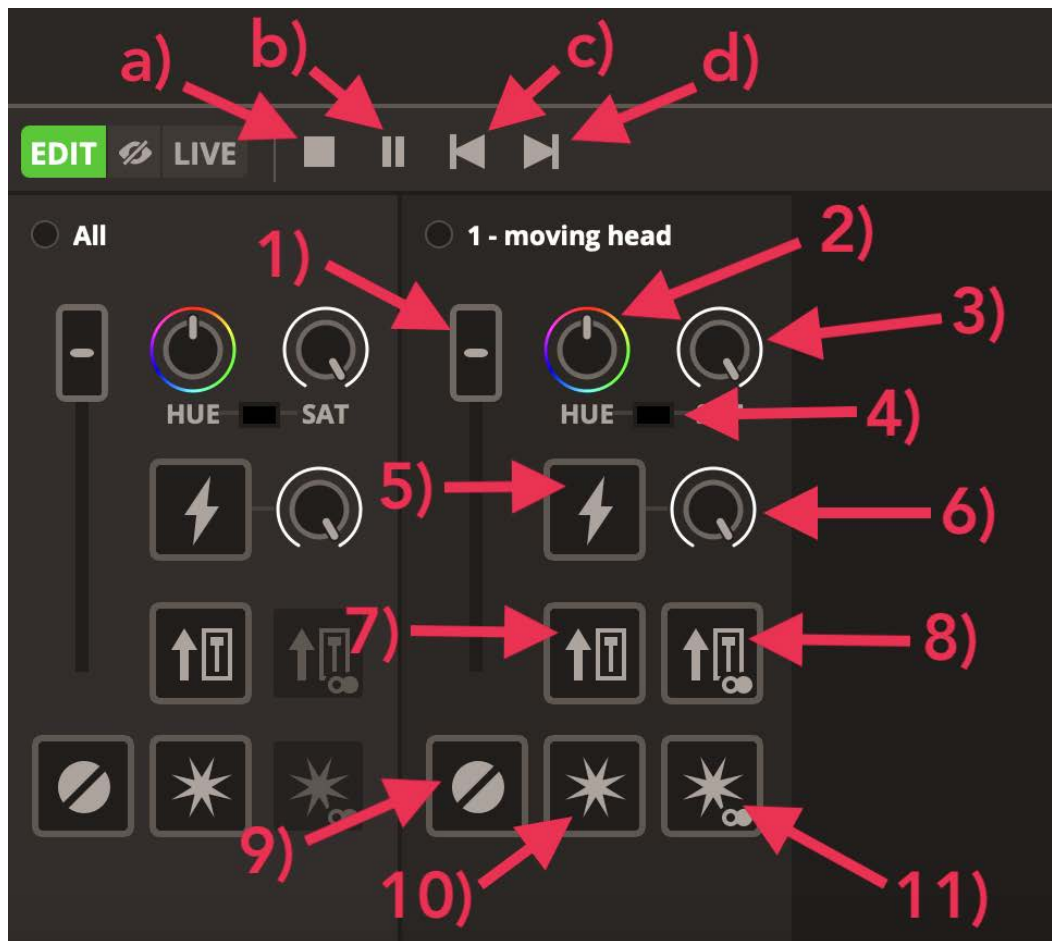 a) b) c) d)
EDIT LIVE
All 1 - moving head 2)
1)
3)
HUE SAT HUE 4)
5) 6)
7) 8)
9)
10) 11)